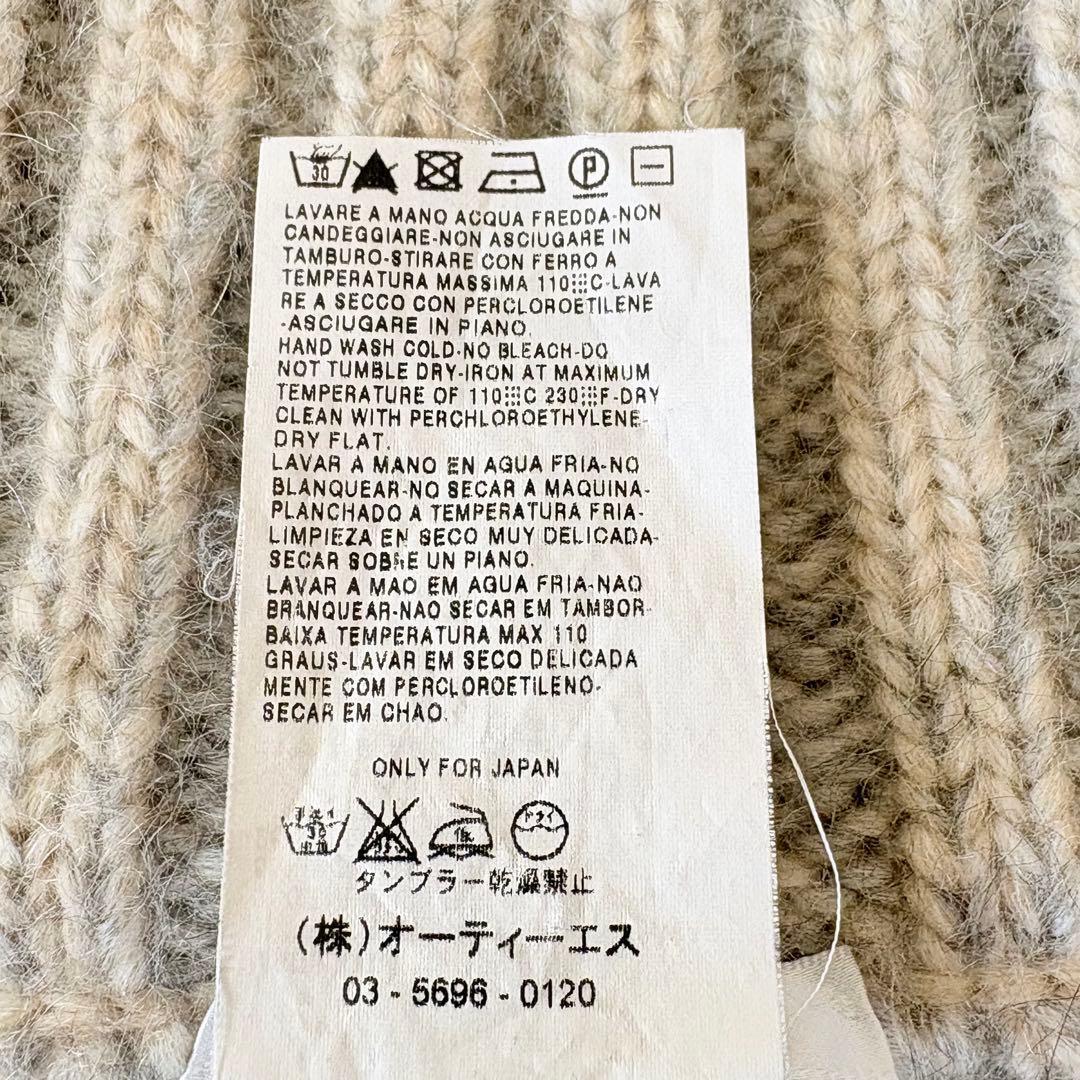 30
P
LAVARE A MANO ACQUA FREDDA-NON
CANDEGGIARE-NON ASCIUGARE IN
TAMBURO-STIRARE CON FERRO A
TEMPERATURA MASSIMA 110 C-LAVA
RE A SECCO CON PERCLOROETILENE
-ASCIUGARE IN PIANO.
HAND WASH COLD-NO BLEACH-DO
NOT TUMBLE DRY-IRON AT MAXIMUM
TEMPERATURE OF 110 C 230 F-DRY
CLEAN WITH PERCHLOROETHYLENE-
DRY FLAT.
LAVAR A MANO EN AGUA FRIA-NO
BLANQUEAR-NO SECAR A MAQUINA-
PLANCHADO A TEMPERATURA FRIA-
LIMPIEZA EN SECO MUY DELICADA-
SECAR SOBRE UN PIANO.
LAVAR A MAO EM AGUA FRIA-NAO
BRANQUEAR-NAO SECAR EM TAMBOR-
BAIXA TEMPERATURA MAX 110
GRAUS-LAVAR EM SECO DELICADA
MENTE COM PERCLOROETILENO-
SECAR EM CHAO.
ONLY FOR JAPAN
ドライ
タンブラー乾燥禁止
(株)オーティーエス
03 - 5696 - 0120